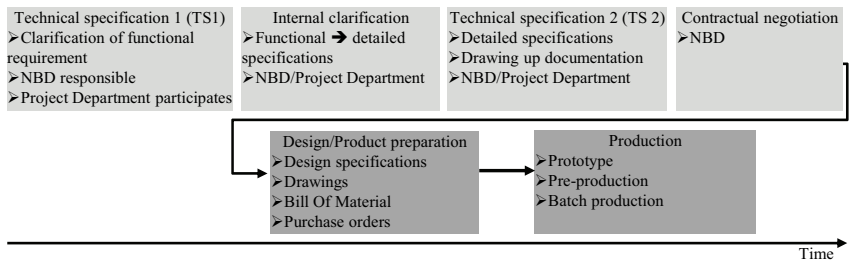 Technical specification 1 (TS1)
➢Clarification of functional
requirement
➢NBD responsible
➢Project Department participates
Internal clarification
➢Functional ➔ detailed
specifications
➢NBD/Project Department
Technical specification 2 (TS 2)
➢Detailed specifications
➢Drawing up documentation
➢NBD/Project Department
Contractual negotiation
➢NBD
Design/Product preparation
➢Design specifications
➢Drawings
➢Bill Of Material
➢Purchase orders
Production
➢Prototype
➢Pre-production
➢Batch production
Time